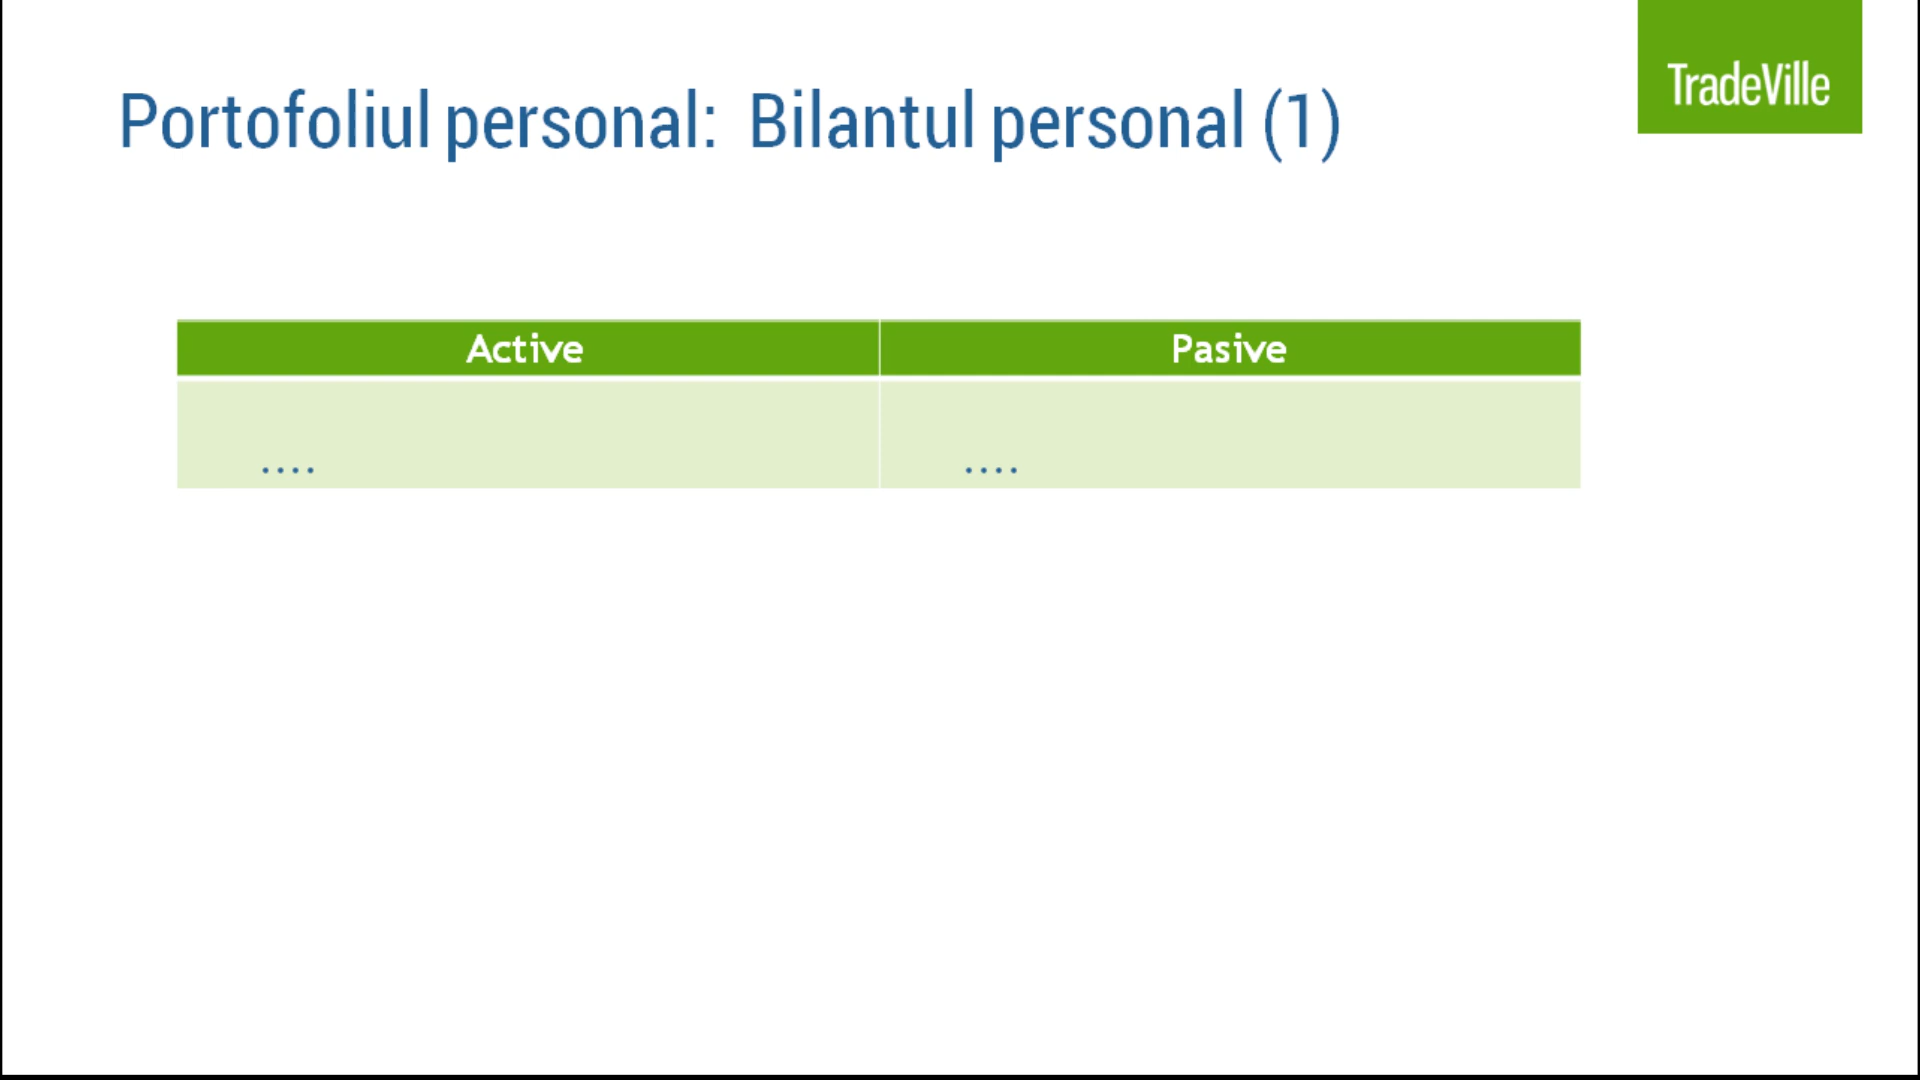 TradeVille
Portofoliul personal: Bilantul personal (1)
Active Pasive
.... ....